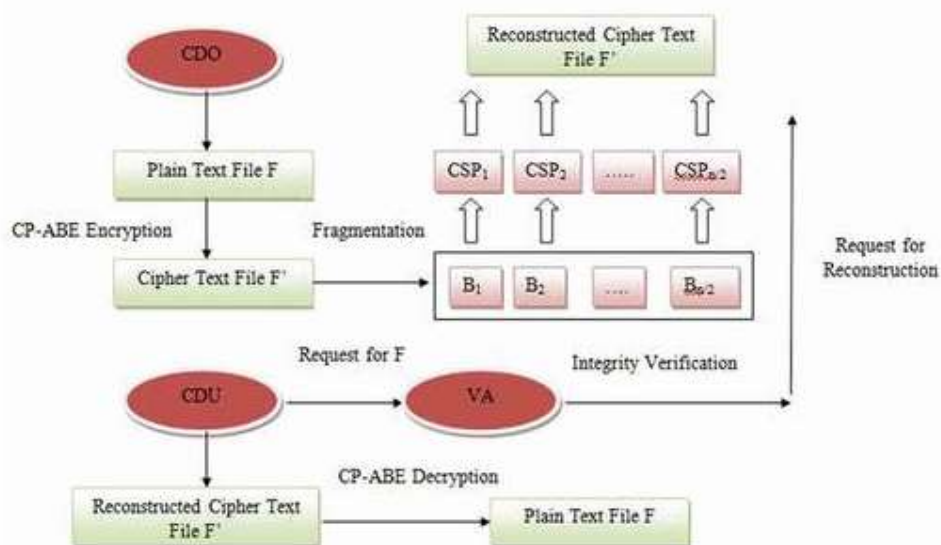 CDO
Reconstructed Cipher Text
File F’
Plain Text File F
CSP1
CSP2
.....
CSPn/2
CP-ABE Encryption
Fragmentation
Request for
Reconstruction
Cipher Text File F’
B1
B2
....
Bn/2
Request for F
Integrity Verification
CDU
VA
CP-ABE Decryption
Reconstructed Cipher Text
File F’
Plain Text File F